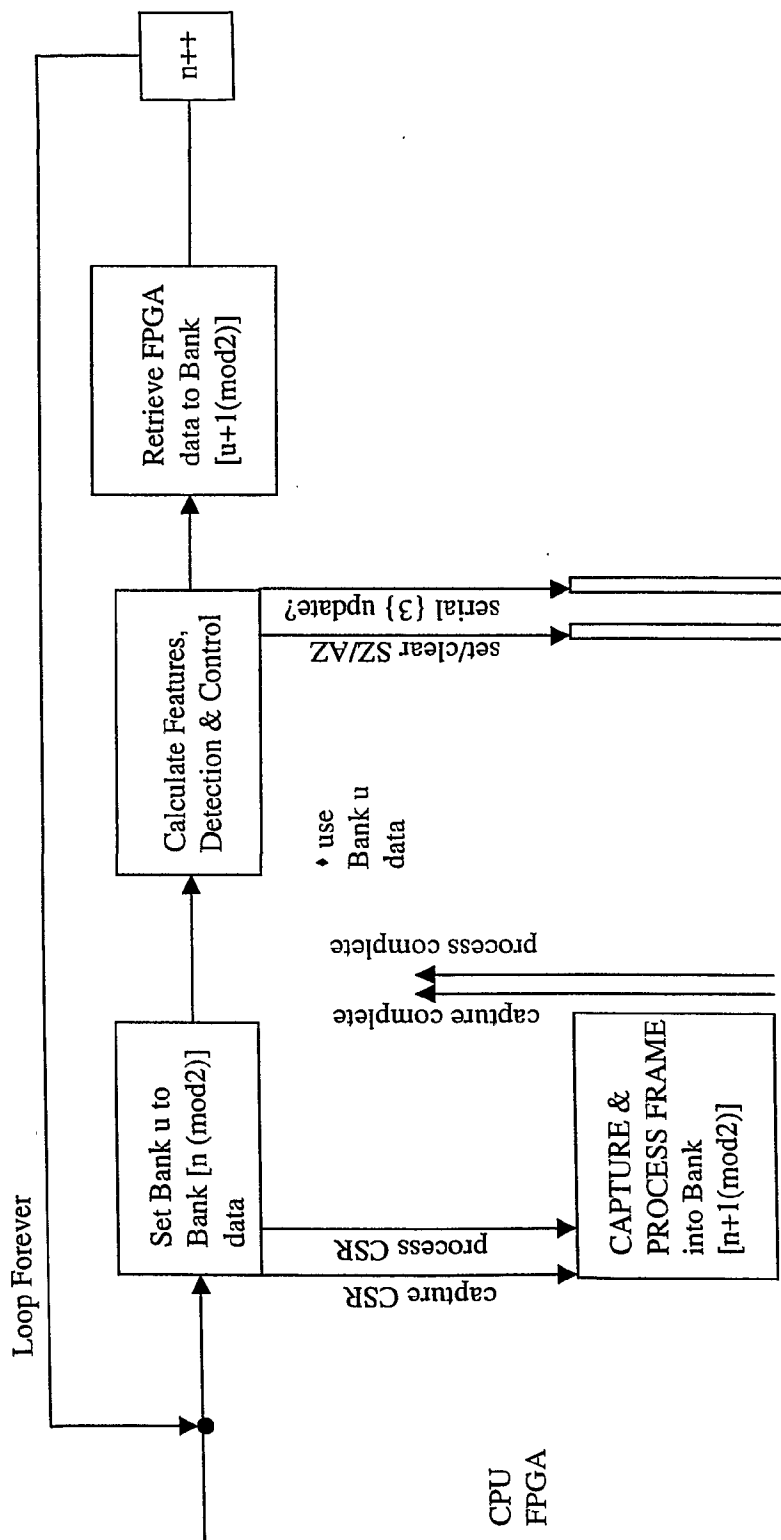 Loop Forever
Set Bank u to
Bank [n (mod2)]
data
Calculate Features,
Detection & Control
Retrieve FPGA
data to Bank
[u+1(mod2)]
n++
capture CSR
process CSR
capture complete
process complete
♦ use
Bank u
data
set/clear SZ/AZ
serial {3} update?
CPU
FPGA
CAPTURE &
PROCESS FRAME
into Bank
[n+1(mod2)]